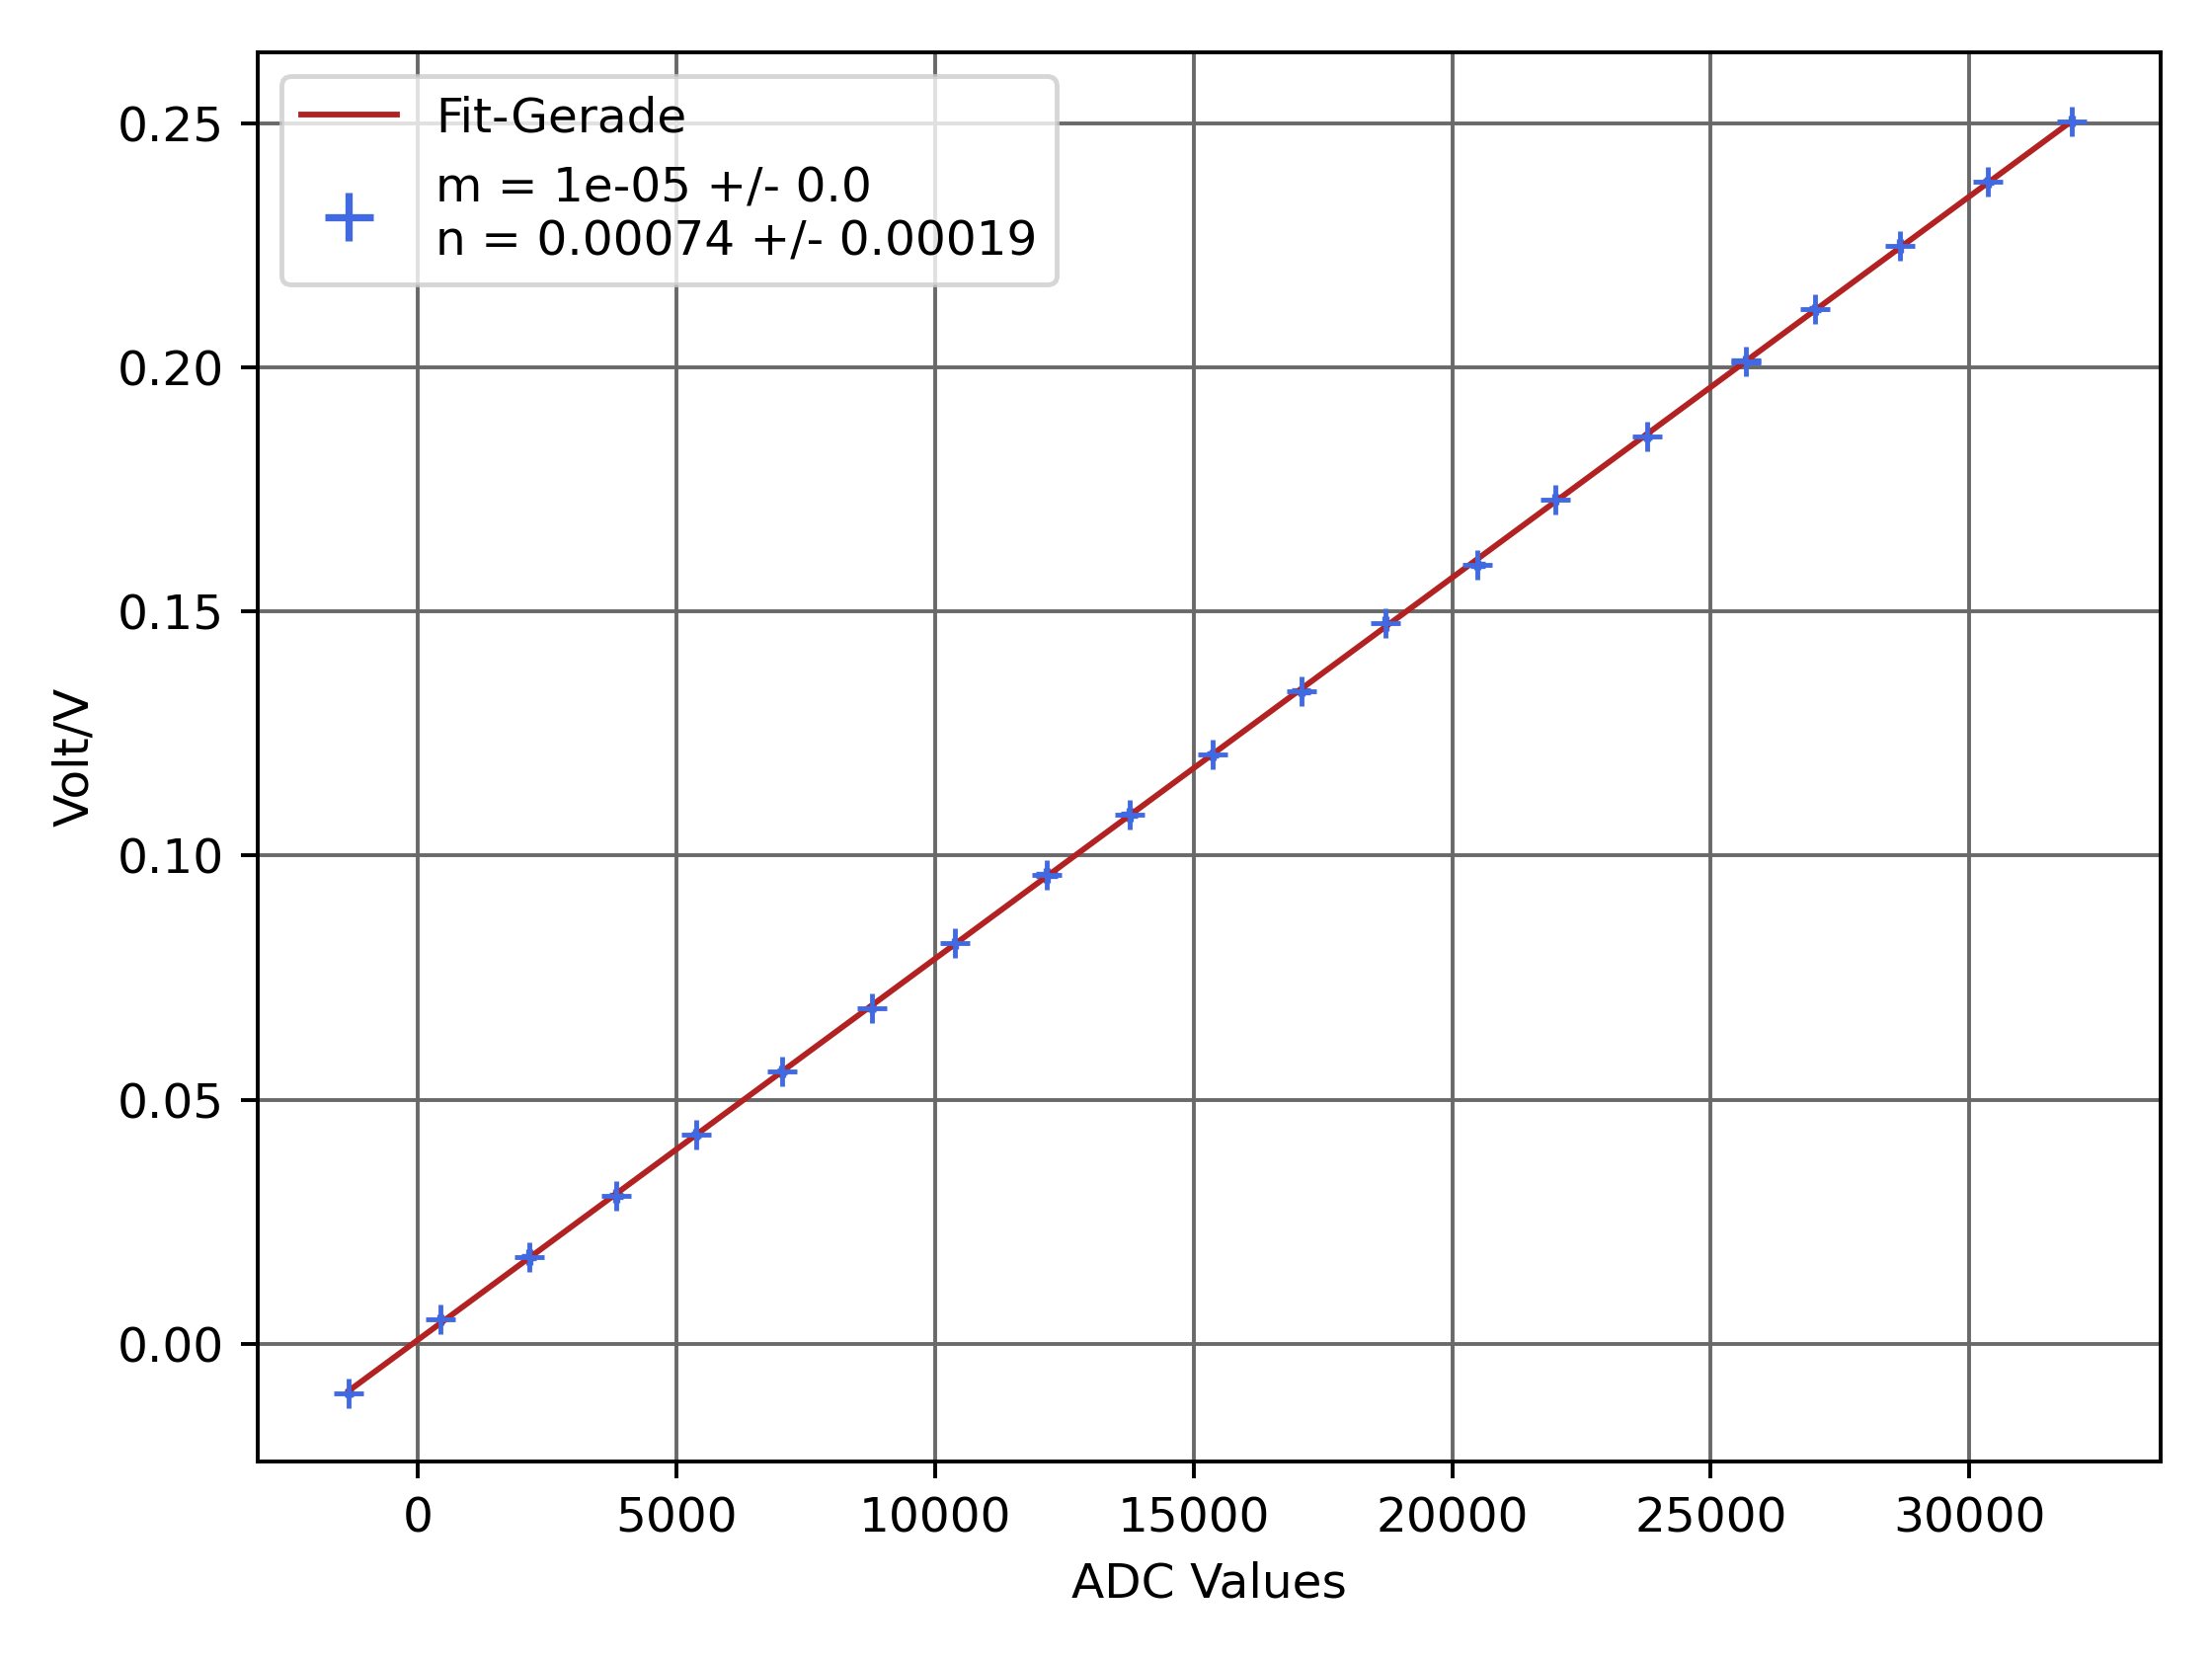 Fit-Gerade
m = 1e-05 +/- 0.0
n = 0.00074 +/- 0.00019
0.25
0.20
0.15
0.10
0.05
0.00
Volt/V
0 5000 10000 15000 20000 25000 30000
ADC Values